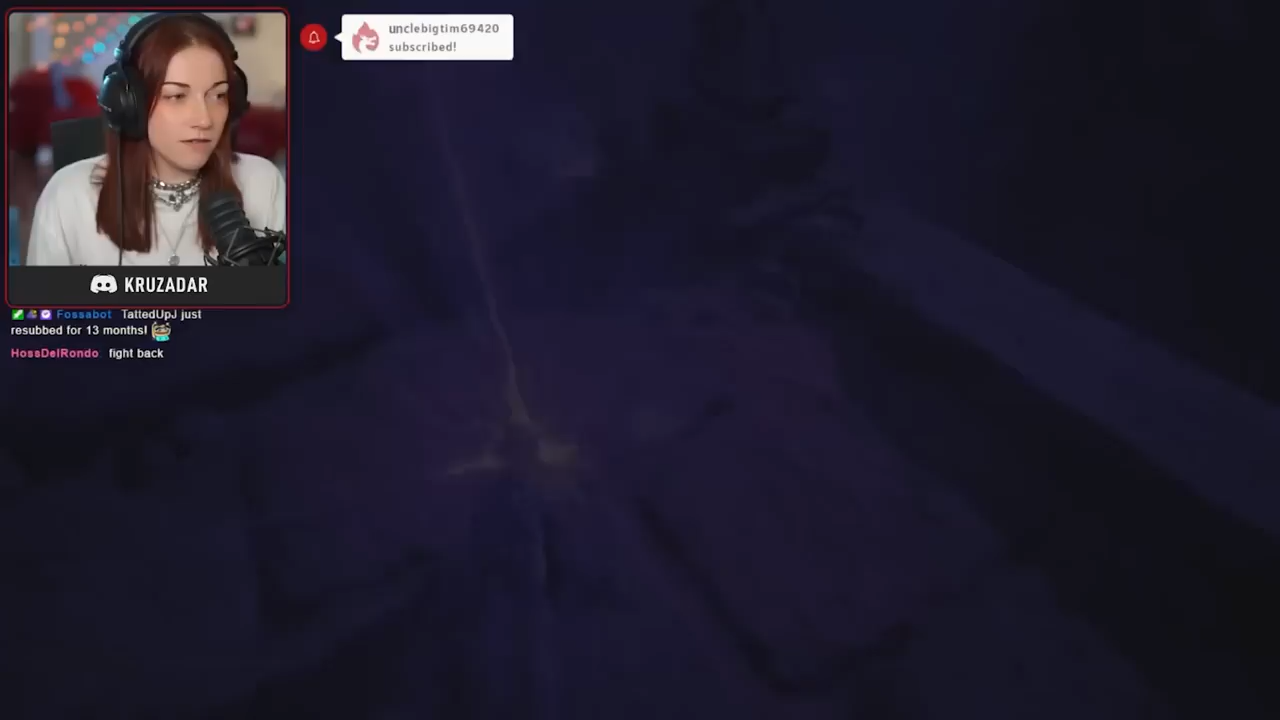 unclebigtim69420
subscribed!
KRUZADAR
Fossabot TattedUpJ just
resubbed for 13 months!
HossDelRondo fight back